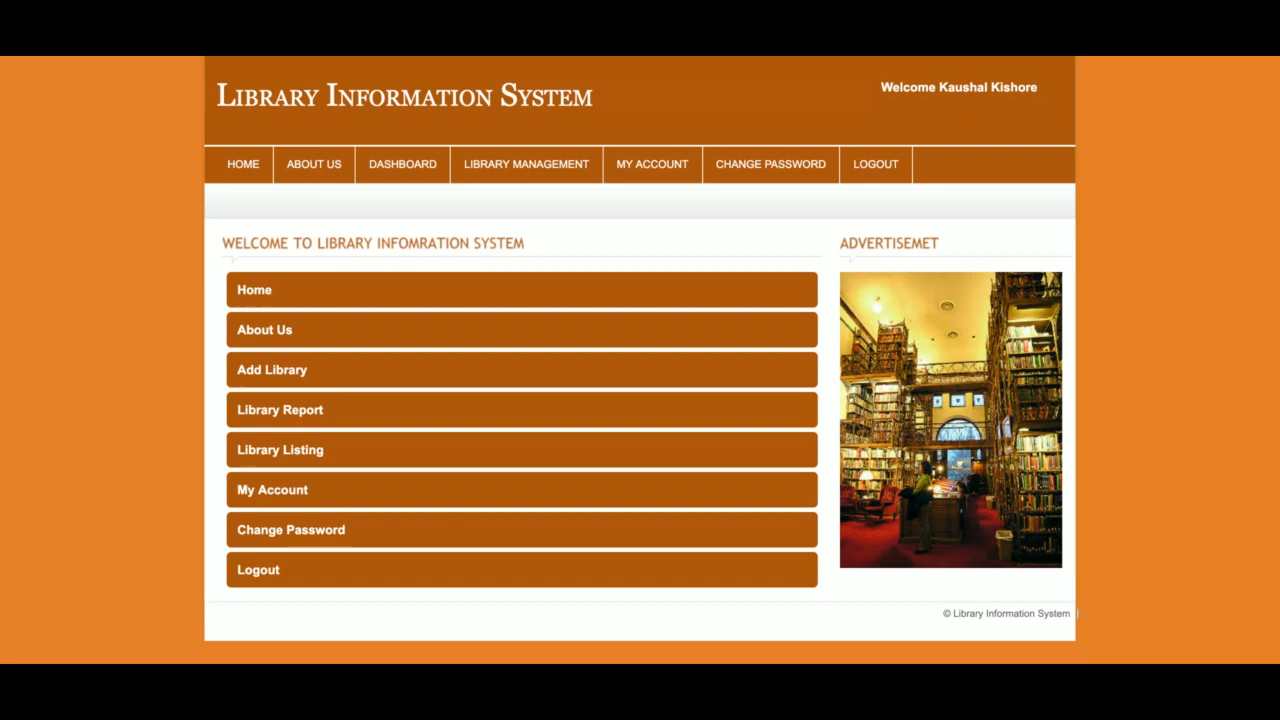 LIBRARY INFORMATION SYSTEM
Welcome Kaushal Kishore
HOME ABOUT US DASHBOARD LIBRARY MANAGEMENT MY ACCOUNT CHANGE PASSWORD LOGOUT
WELCOME TO LIBRARY INFOMRATION SYSTEM
ADVERTISEMET
Home
About Us
Add Library
Library Report
Library Listing
My Account
Change Password
Logout
© Library Information System |